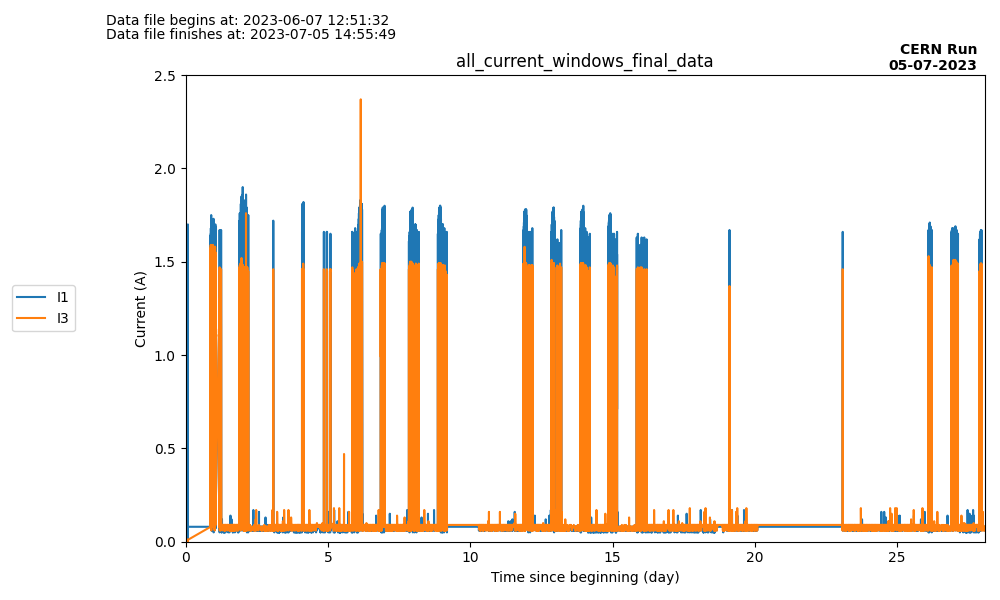 Data file begins at: 2023-06-07 12:51:32
Data file finishes at: 2023-07-05 14:55:49
CERN Run
05-07-2023
all_current_windows_final_data
2.5
2.0
1.5
1.0
0.5
0.0
Current (A)
I1
I3
0
5
10
15
20
25
Time since beginning (day)